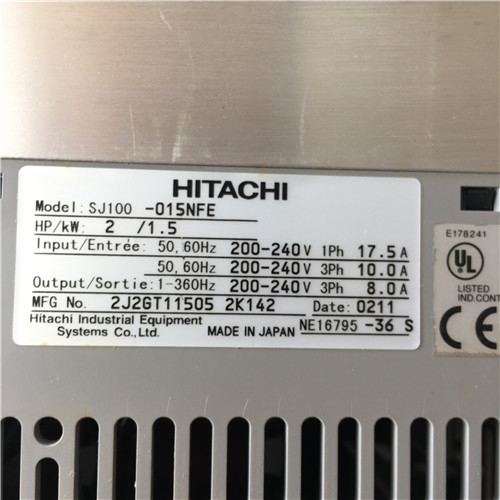 HITACHI
Model: SJ100 -015NFE
HP/kW: 2 /1.5
Input/Entrée: 50,60Hz 200-240V 1Ph 17.5A
50,60Hz 200-240V 3Ph 10.0A
Output/Sortie: 1-360Hz 200-240V 3Ph 8.0A
MFG No. 2J2GT11505 2K142 Date: 0211
Hitachi Industrial Equipment
Systems Co., Ltd. MADE IN JAPAN NE16795 -36 S
E178241
UL
LISTED
IND.CONT
CE